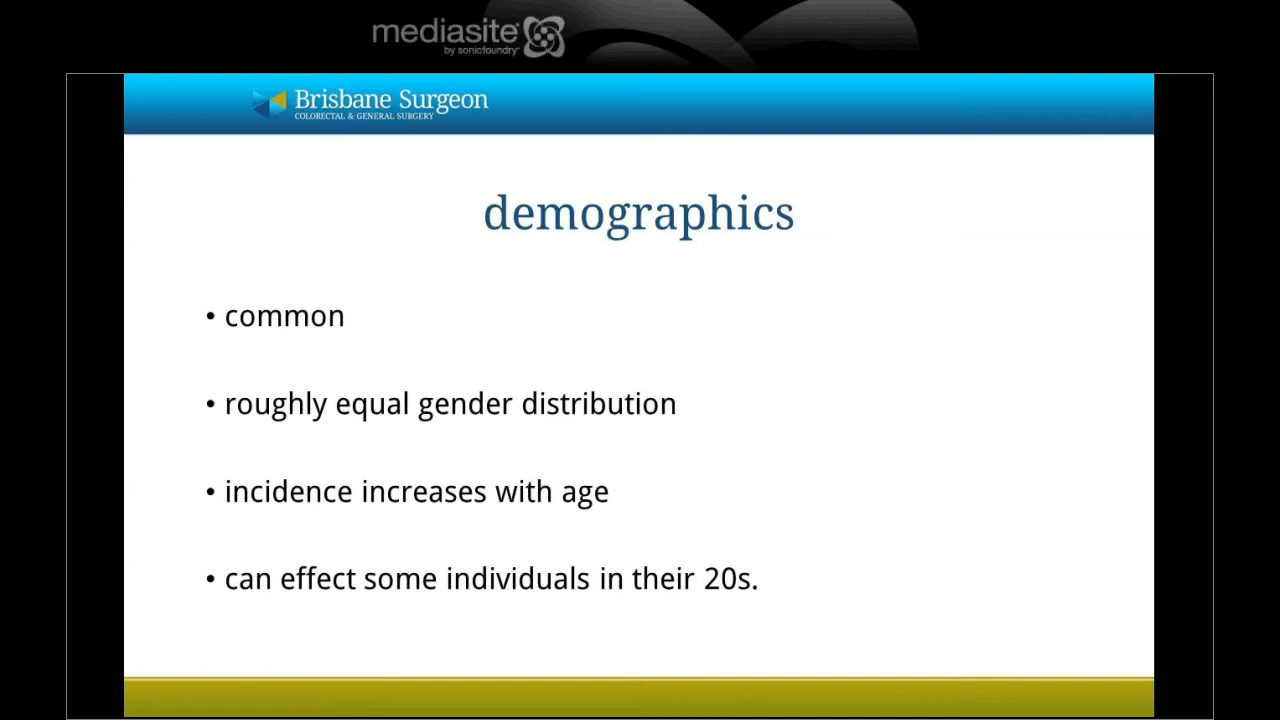 mediasite
by sonicfoundry
Brisbane Surgeon
COLORECTAL & GENERAL SURGERY
demographics
• common
• roughly equal gender distribution
• incidence increases with age
• can effect some individuals in their 20s.